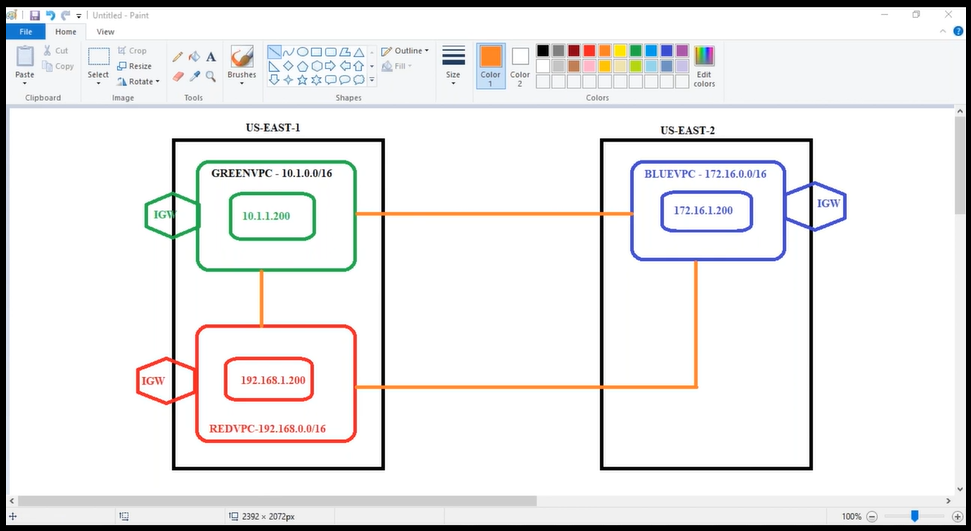 Untitled - Paint
File
Home
View
Paste
Cut
Copy
Clipboard
Select
Crop
Resize
Rotate
Image
A
Tools
Brushes
Outline
Fill
Shapes
Size
Color 1
Color 2
Edit colors
Colors
US-EAST-1
US-EAST-2
GREENVPC - 10.1.0.0/16
BLUEVPC - 172.16.0.0/16
IGW
10.1.1.200
172.16.1.200
IGW
IGW
192.168.1.200
REDVPC-192.168.0.0/16
2392 × 2072px
100%